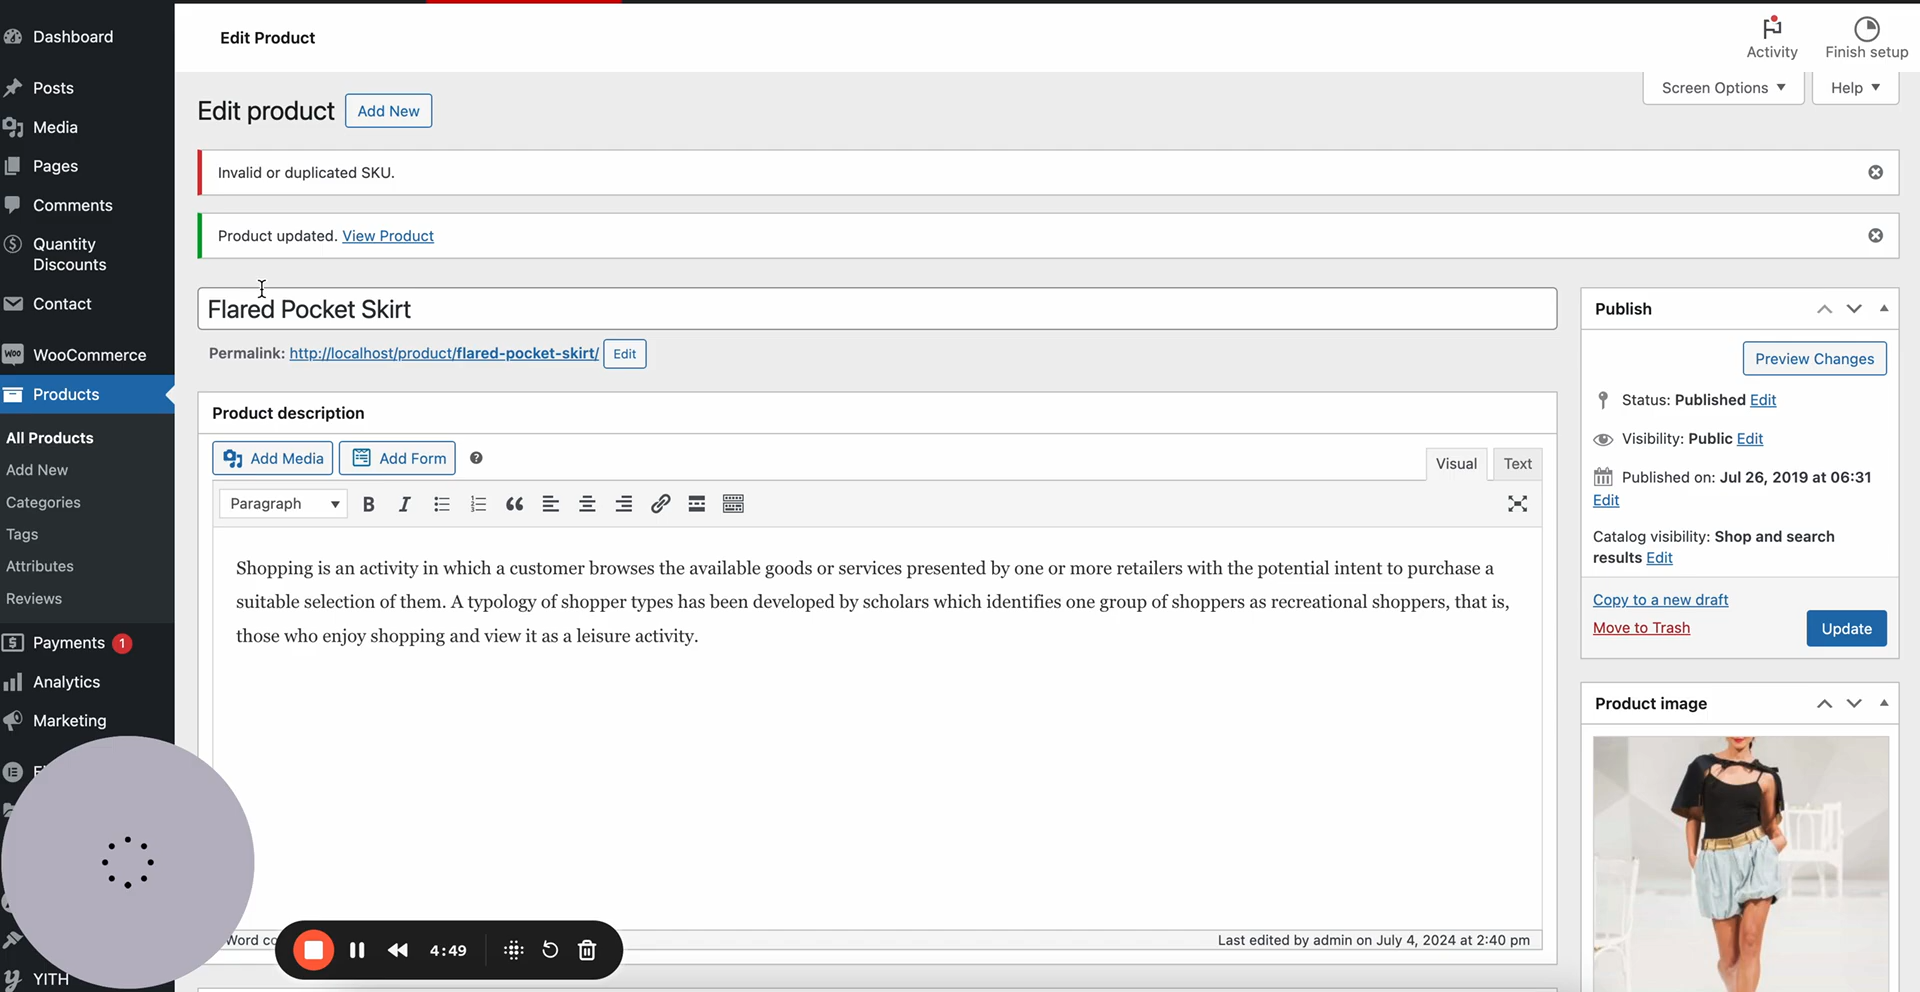 Dashboard
Posts
Media
Pages
Comments
Quantity
Discounts
Contact
WooCommerce
Products
All Products
Add New
Categories
Tags
Attributes
Reviews
Payments 1
Analytics
Marketing
YITH
Edit Product
Activity
Finish setup
Screen Options
Help
Edit product
Add New
Invalid or duplicated SKU.
Product updated. View Product
Flared Pocket Skirt
Permalink: http://localhost/product/flared-pocket-skirt/ Edit
Product description
Add Media
Add Form
Visual
Text
Paragraph
Shopping is an activity in which a customer browses the available goods or services presented by one or more retailers with the potential intent to purchase a
suitable selection of them. A typology of shopper types has been developed by scholars which identifies one group of shoppers as recreational shoppers, that is,
those who enjoy shopping and view it as a leisure activity.
Word
4:49
Last edited by admin on July 4, 2024 at 2:40 pm
Publish
Preview Changes
Status: Published Edit
Visibility: Public Edit
Published on: Jul 26, 2019 at 06:31
Edit
Catalog visibility: Shop and search
results Edit
Copy to a new draft
Move to Trash
Update
Product image